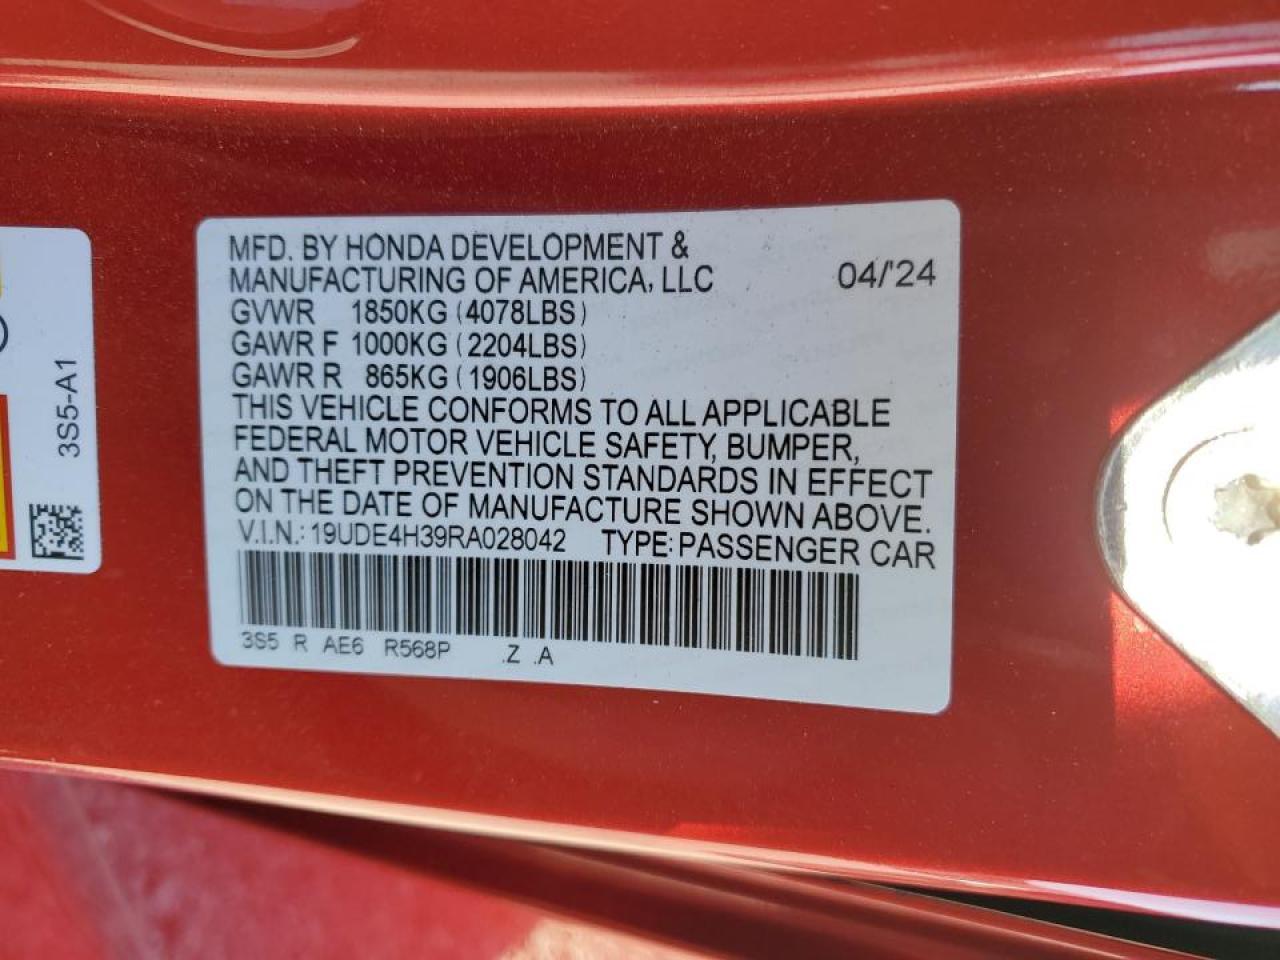 MFD. BY HONDA DEVELOPMENT &
MANUFACTURING OF AMERICA, LLC 04/'24
GVWR 1850KG (4078LBS)
GAWR F 1000KG (2204LBS)
GAWR R 865KG (1906LBS)
THIS VEHICLE CONFORMS TO ALL APPLICABLE
FEDERAL MOTOR VEHICLE SAFETY, BUMPER,
AND THEFT PREVENTION STANDARDS IN EFFECT
ON THE DATE OF MANUFACTURE SHOWN ABOVE.
V.I.N.: 19UDE4H39RA028042 TYPE: PASSENGER CAR
3S5 R AE6 R568P .Z .A
3S5-A1